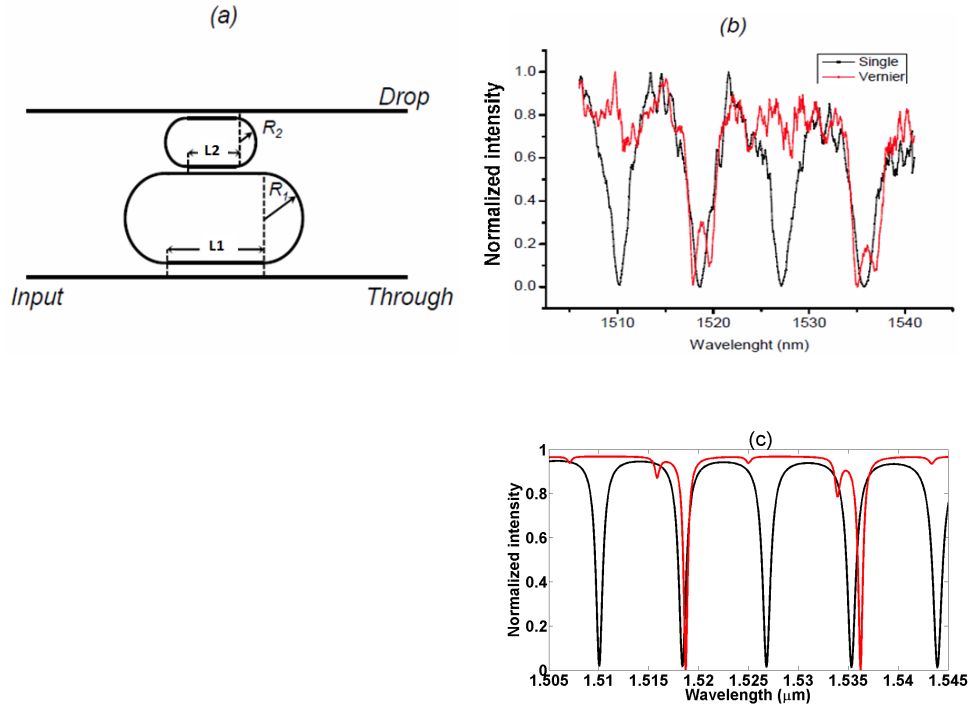 (a)
Drop
R2
L2
R1
L1
Input
Through
(b)
Single
Vernier
Normalized intensity
1.0
0.8
0.6
0.4
0.2
0.0
1510
1520
1530
1540
Wavelenght (nm)
(c)
Normalized intensity
1
0.8
0.6
0.4
0.2
0
1.505
1.51
1.515
1.52
1.525
1.53
1.535
1.54
1.545
Wavelength (μm)